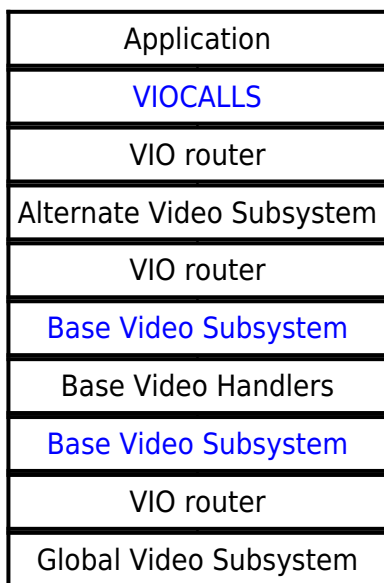 Application
VIOCALLS
VIO router
Alternate Video Subsystem
VIO router
Base Video Subsystem
Base Video Handlers
Base Video Subsystem
VIO router
Global Video Subsystem